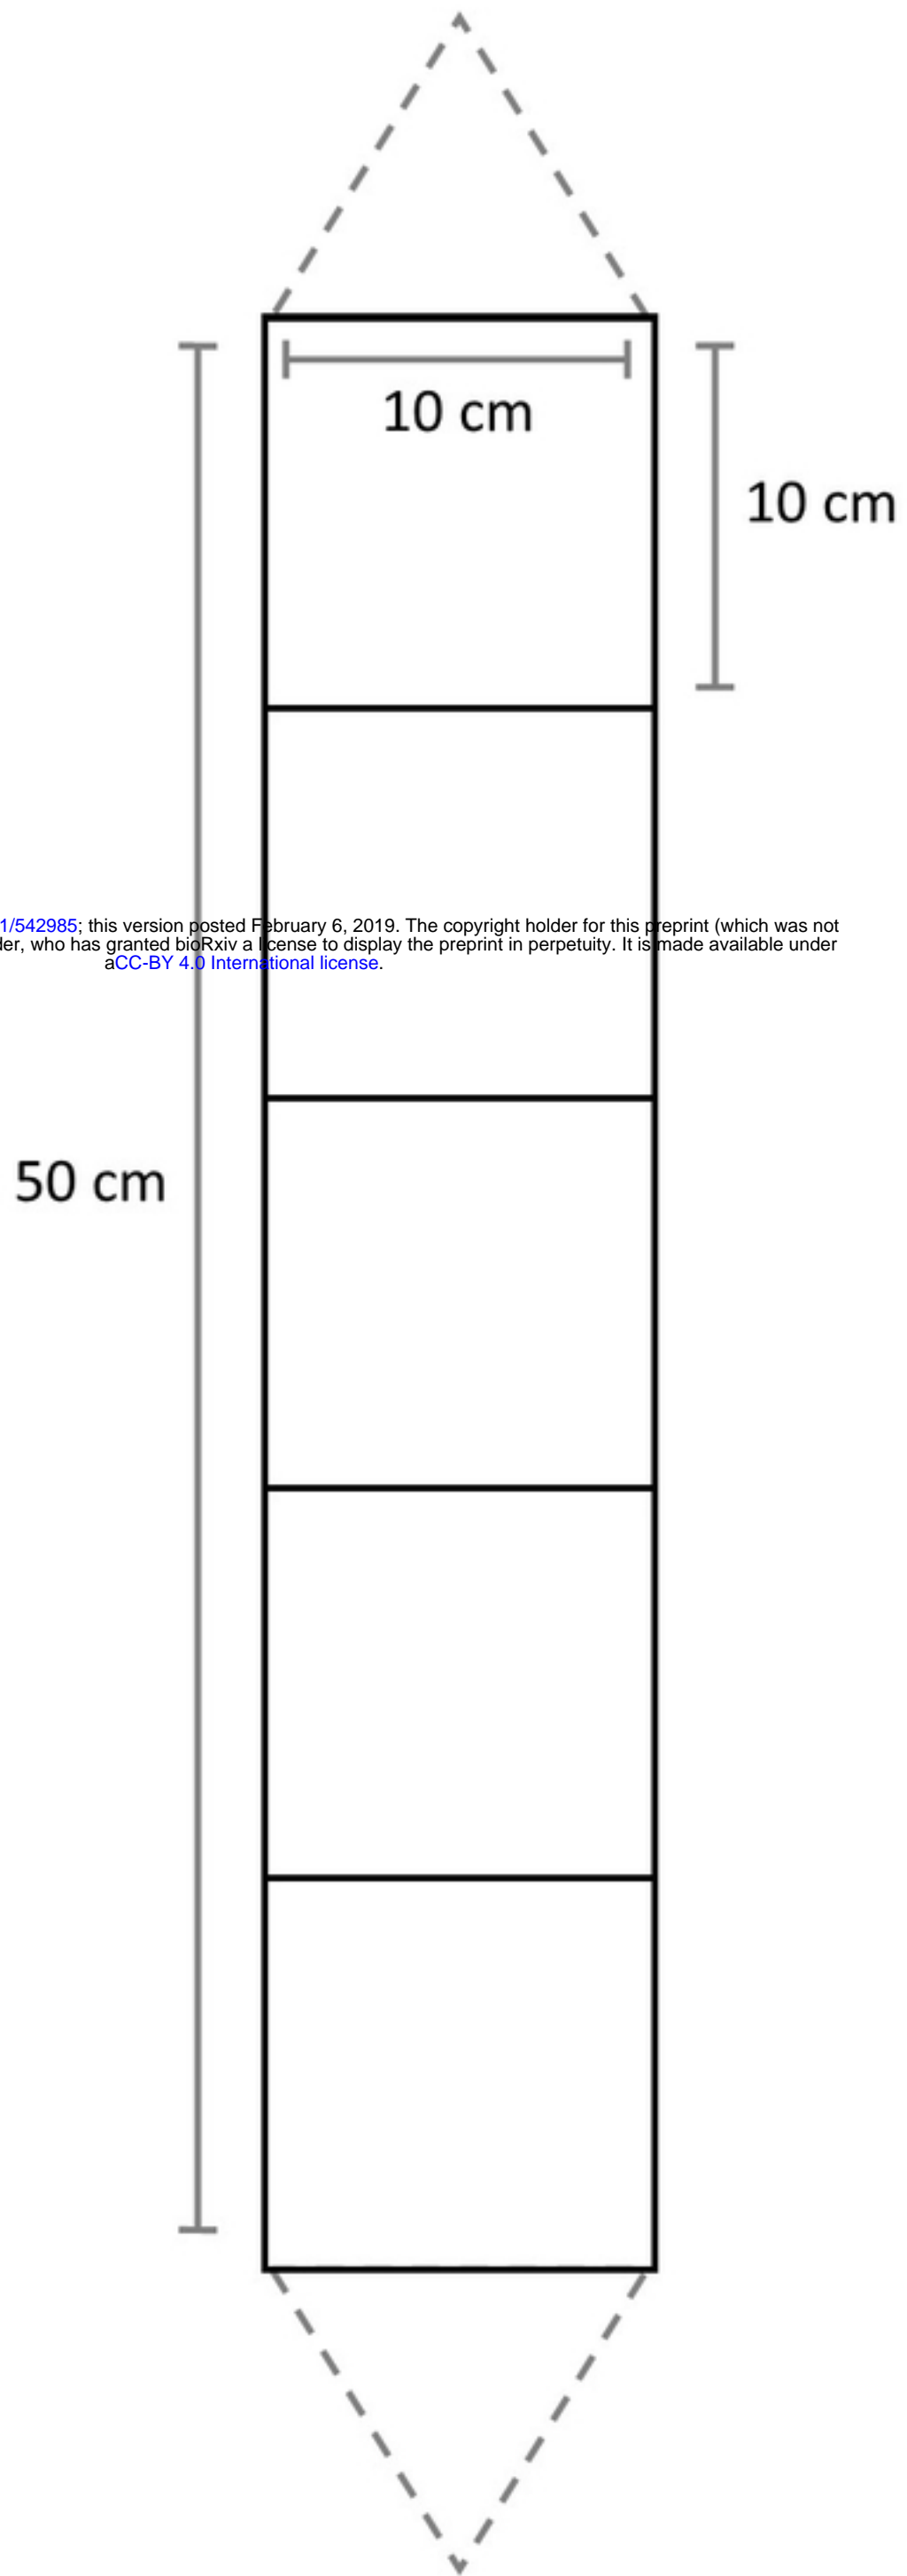 10 cm
10 cm
1/542985; this version posted February 6, 2019. The copyright holder for this preprint (which was not
who has granted bioRxiv a license to display the preprint in perpetuity. It is made available under
aCC-BY 4.0 International license.
50 cm